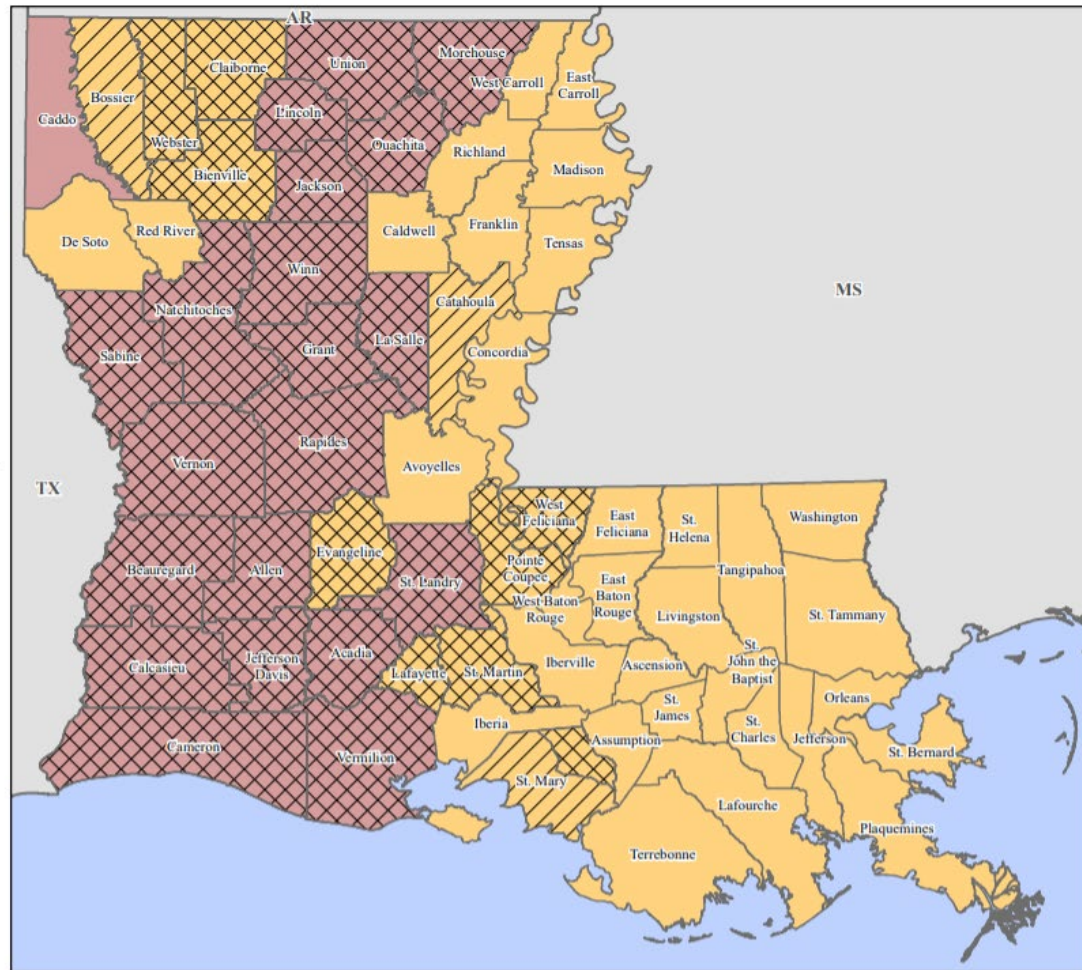 AR
Claiborne
Union
Morehouse
West Carroll
East
Carroll
Bossier
Caddo
Lincoln
Webster
Ouachita
Richland
Madison
Bienville
Jackson
De Soto
Red River
Caldwell
Franklin
Tensas
Winn
MS
Natchitoches
Catahoula
Sabine
Grant
La Salle
Concordia
Rapides
Vernon
Avoyelles
TX
West
Feliciana
East
Feliciana
St.
Helena
Washington
Evangeline
Beauregard
Allen
St. Landry
Pointe
Coupee
Tangipahoa
West Baton
Rouge
East
Baton
Rouge
Livingston
St. Tammany
Calcasieu
Jefferson
Davis
Acadia
Lafayette
St. Martin
Iberville
Ascension
St.
John the
Baptist
Orleans
St.
James
Iberia
Assumption
St.
Charles
Jefferson
St. Bernard
Cameron
Vermilion
St. Mary
Lafourche
Plaquemines
Terrebonne